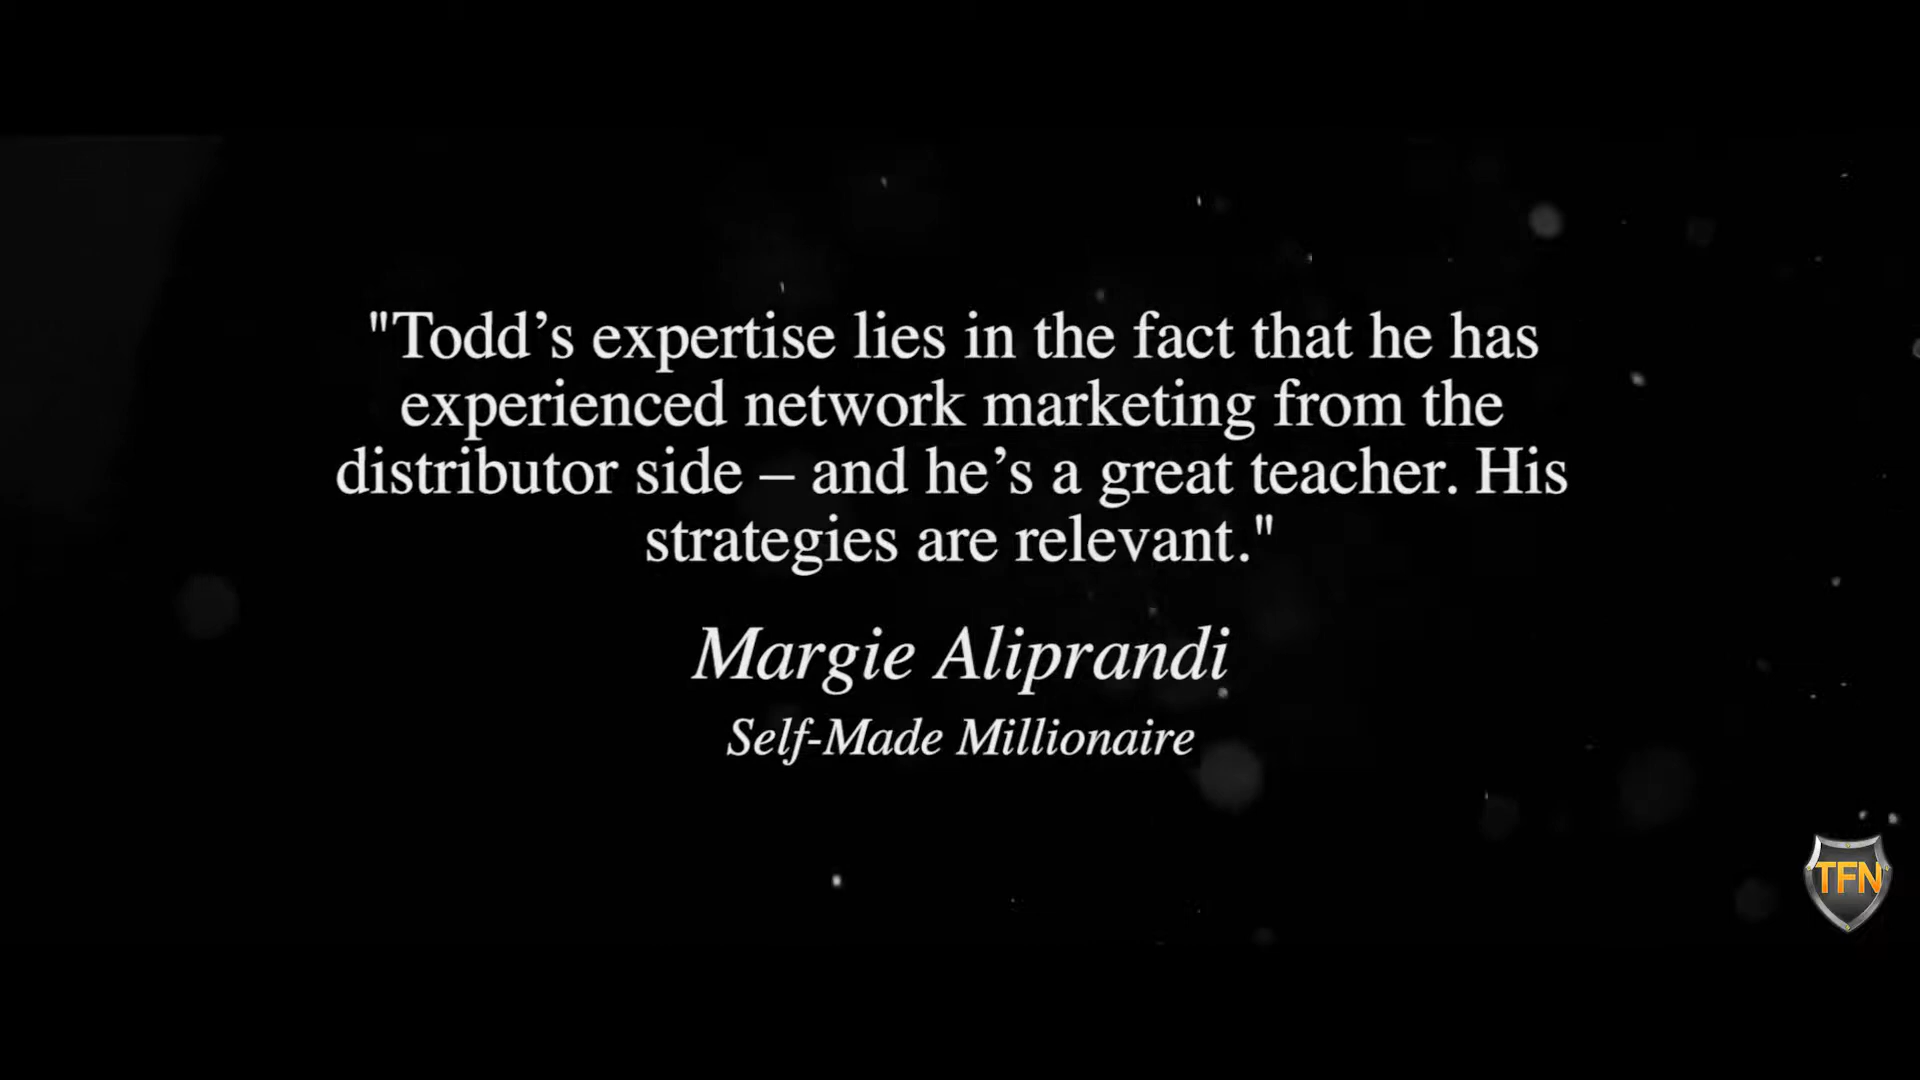 "Todd’s expertise lies in the fact that he has
experienced network marketing from the
distributor side – and he’s a great teacher. His
strategies are relevant."
Margie Aliprandi
Self-Made Millionaire
TFN